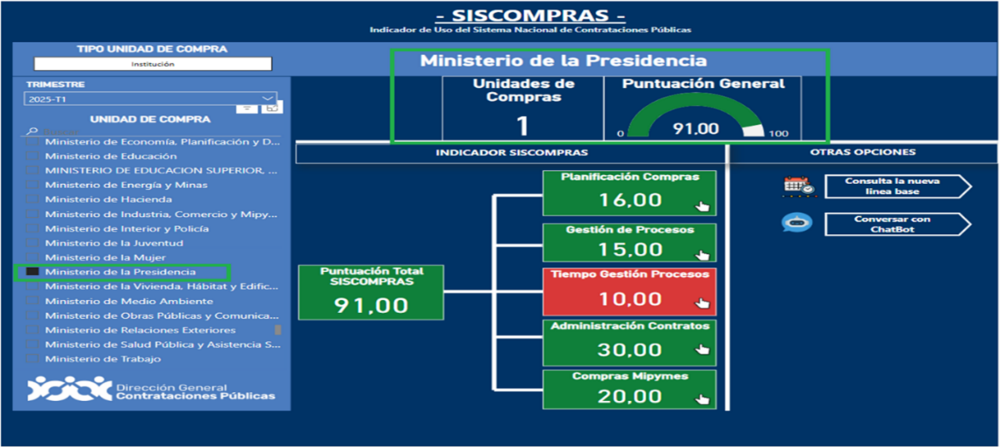 - SISCOMPRAS -
Indicador de Uso del Sistema Nacional de Contrataciones Públicas
TIPO UNIDAD DE COMPRA
Institución
TRIMESTRE
2025-T1
UNIDAD DE COMPRA
Ministerio de Economía, Planificación y D...
Ministerio de Educación
MINISTERIO DE EDUCACION SUPERIOR, ...
Ministerio de Energía y Minas
Ministerio de Hacienda
Ministerio de Industria, Comercio y Mipy...
Ministerio de Interior y Policía
Ministerio de la Juventud
Ministerio de la Mujer
Ministerio de la Presidencia
Ministerio de la Vivienda, Hábitat y Edific...
Ministerio de Medio Ambiente
Ministerio de Obras Públicas y Comunica...
Ministerio de Relaciones Exteriores
Ministerio de Salud Pública y Asistencia S...
Ministerio de Trabajo
Dirección General
Contrataciones Públicas
Ministerio de la Presidencia
Unidades de
Compras
1
Puntuación General
0
91,00
100
INDICADOR SISCOMPRAS
Puntuación Total
SISCOMPRAS
91,00
Planificación Compras
16,00
Gestión de Procesos
15,00
Tiempo Gestión Procesos
10,00
Administración Contratos
30,00
Compras Mipymes
20,00
OTRAS OPCIONES
Consulta la nueva
linea base
Conversar con
ChatBot